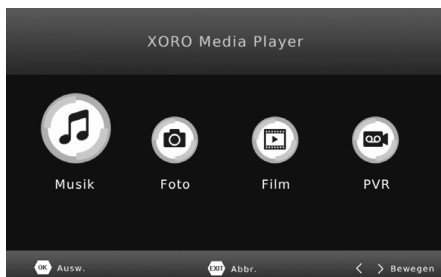 XORO Media Player
Musik Foto Film PVR
OK Ausw. EXIT Abbr. < > Bewegen